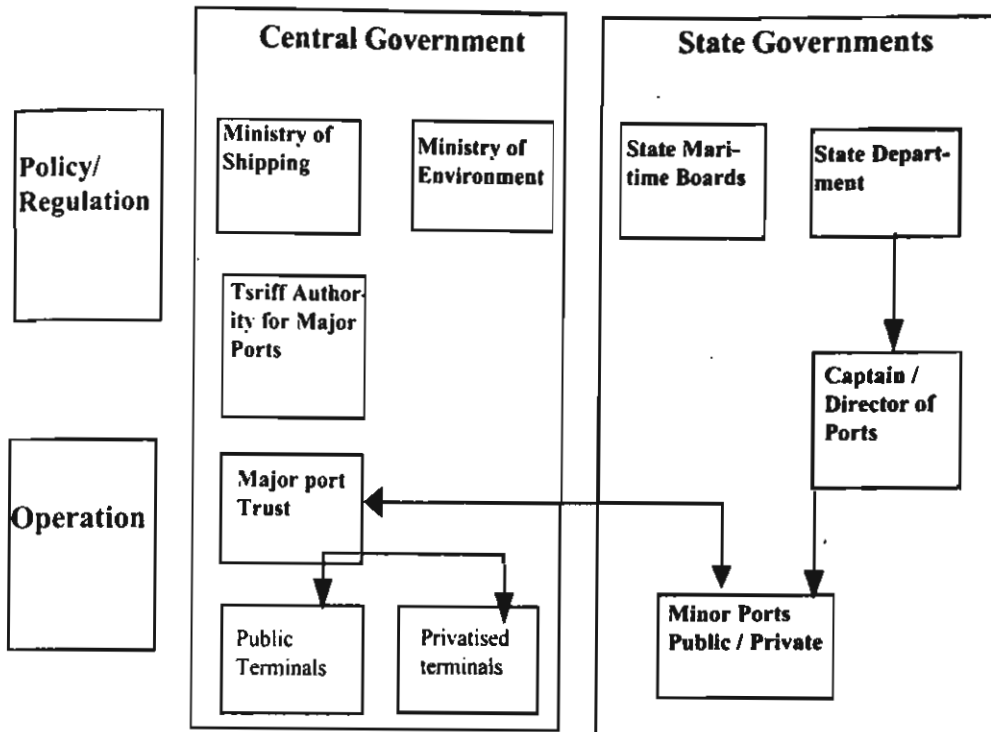 Central Government
State Governments
Policy/
Regulation
Ministry of
Shipping
Ministry of
Environment
State Mari-
time Boards
State Depart-
ment
Tsriff Author-
ity for Major
Ports
Captain /
Director of
Ports
Operation
Major port
Trust
Public
Terminals
Privatised
terminals
Minor Ports
Public / Private